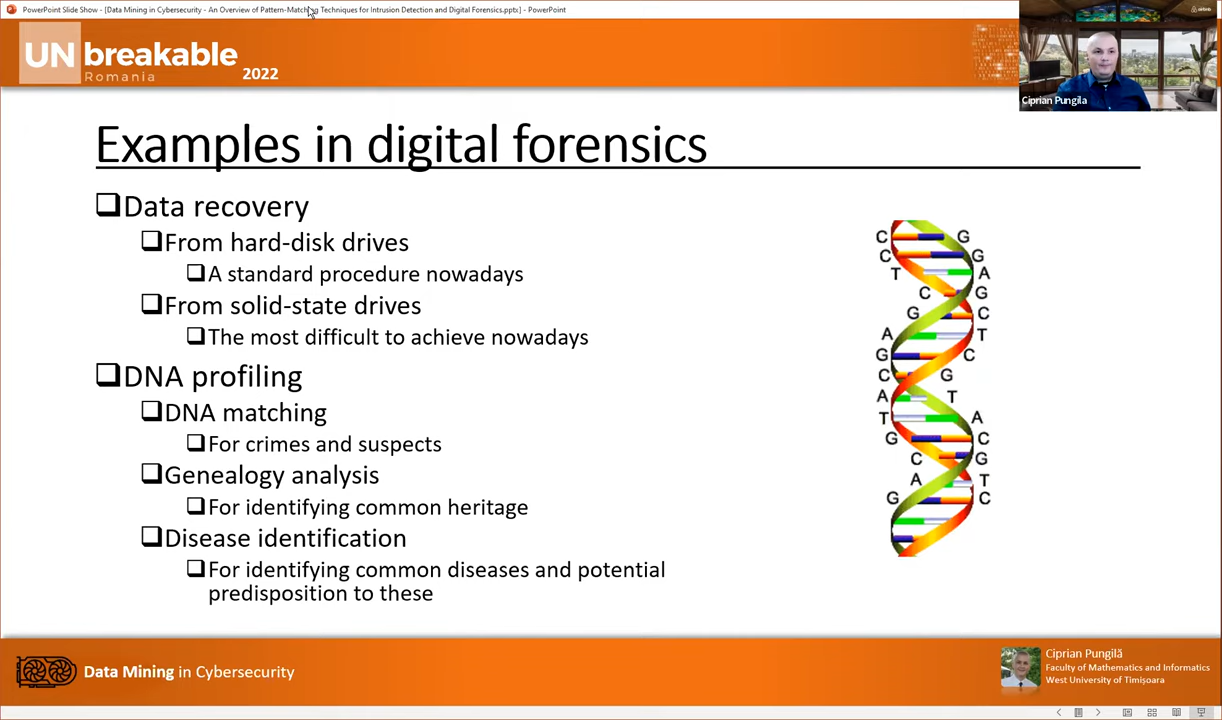 PowerPoint Slide Show - [Data Mining in Cybersecurity - An Overview of Pattern-Matching Techniques for Intrusion Detection and Digital Forensics.pptx] - PowerPoint
UNbreakable
Romania
2022
Ciprian Pungila
Examples in digital forensics
Data recovery
From hard-disk drives
A standard procedure nowadays
From solid-state drives
The most difficult to achieve nowadays
DNA profiling
DNA matching
For crimes and suspects
Genealogy analysis
For identifying common heritage
Disease identification
For identifying common diseases and potential
predisposition to these
C G
C G
T A
C G
G C
A T
G C
C G
A T
T A
G C
C G
A T
G C
Data Mining in Cybersecurity
Ciprian Pungilă
Faculty of Mathematics and Informatics
West University of Timișoara